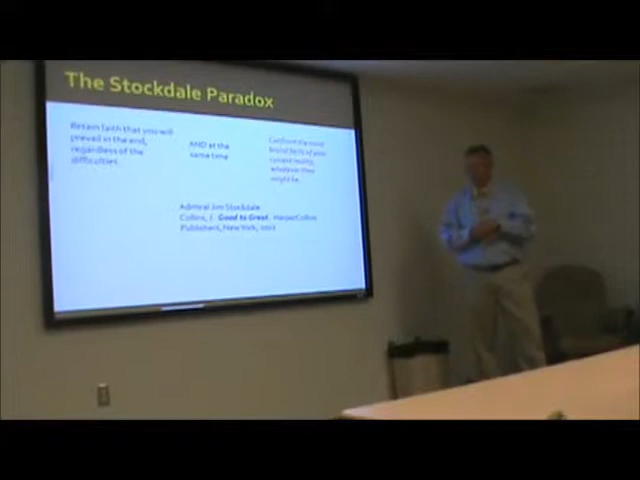 The Stockdale Paradox
Retain faith that you will
prevail in the end,
regardless of the
difficulties.
AND at the
same time
Confront the most
brutal facts of your
current reality,
whatever they
might be.
Admiral Jim Stockdale
Collins, J. Good to Great. HarperCollins
Publishers, New York, 2001